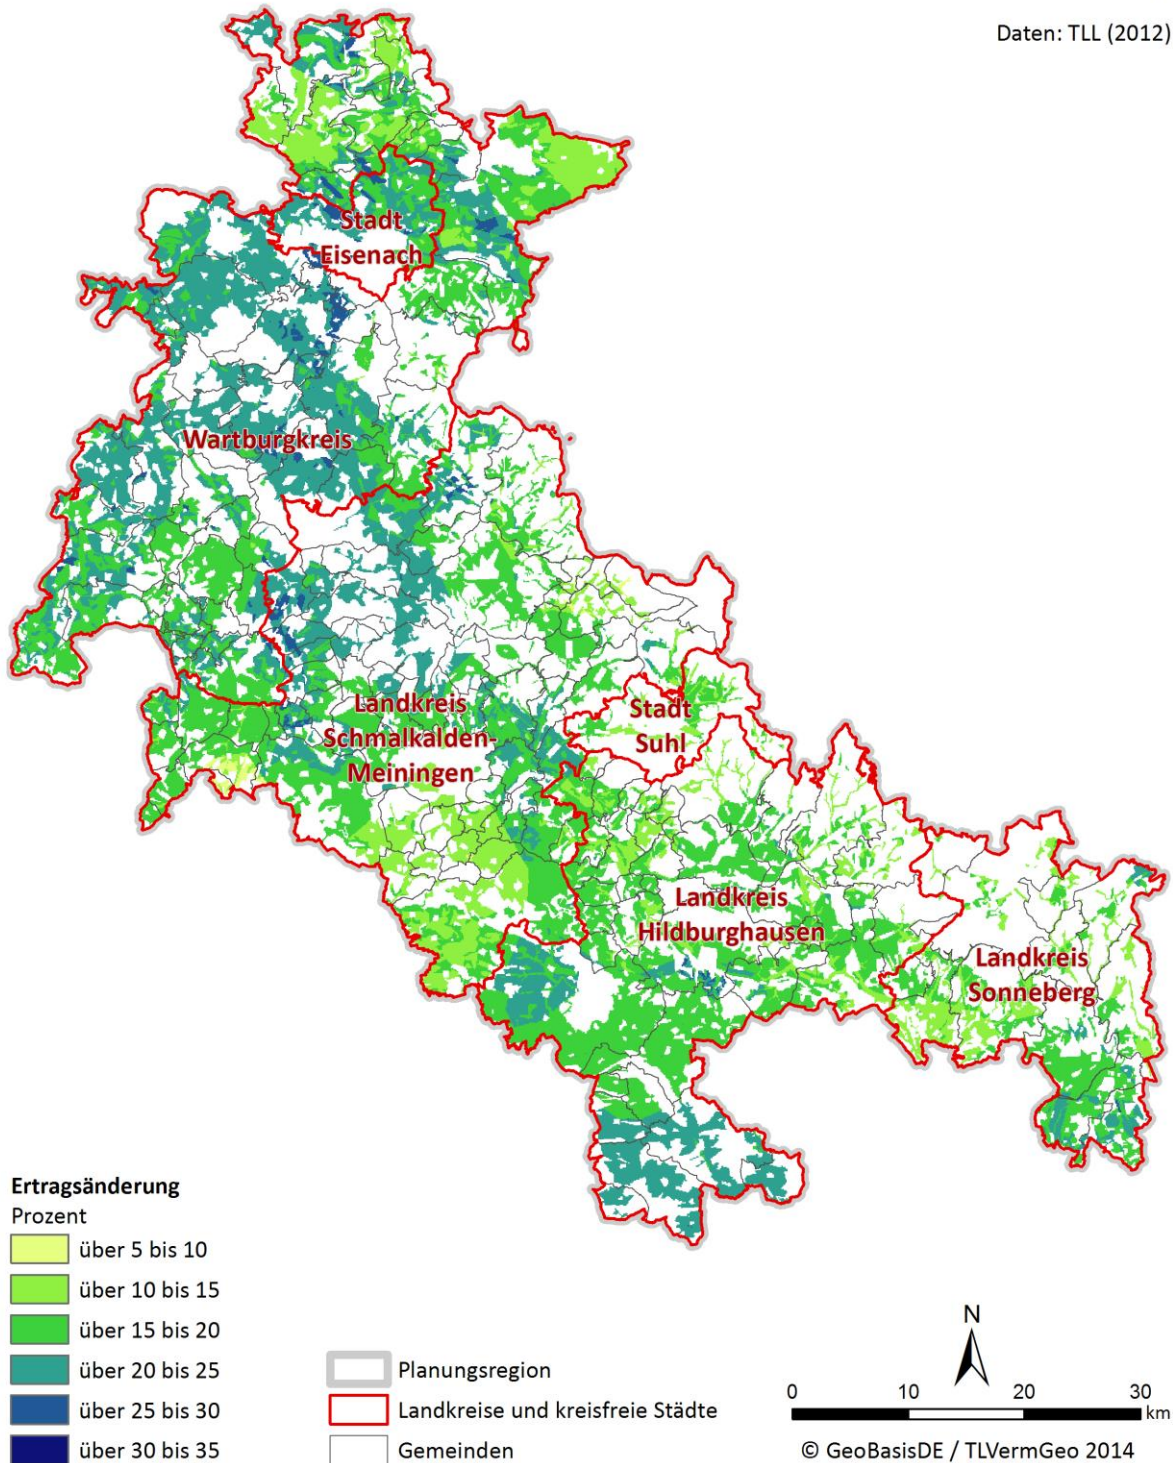 Daten: TLL (2012)
Stadt
Eisenach
Wartburgkreis
Landkreis
Schmalkalden-
Meiningen
Stadt
Suhl
Landkreis
Hildburghausen
Landkreis
Sonneberg
Ertragsänderung
Prozent
über 5 bis 10
über 10 bis 15
über 15 bis 20
über 20 bis 25
über 25 bis 30
über 30 bis 35
Planungsregion
Landkreise und kreisfreie Städte
Gemeinden
N
0 10 20 30
km
© GeoBasisDE / TLVermGeo 2014